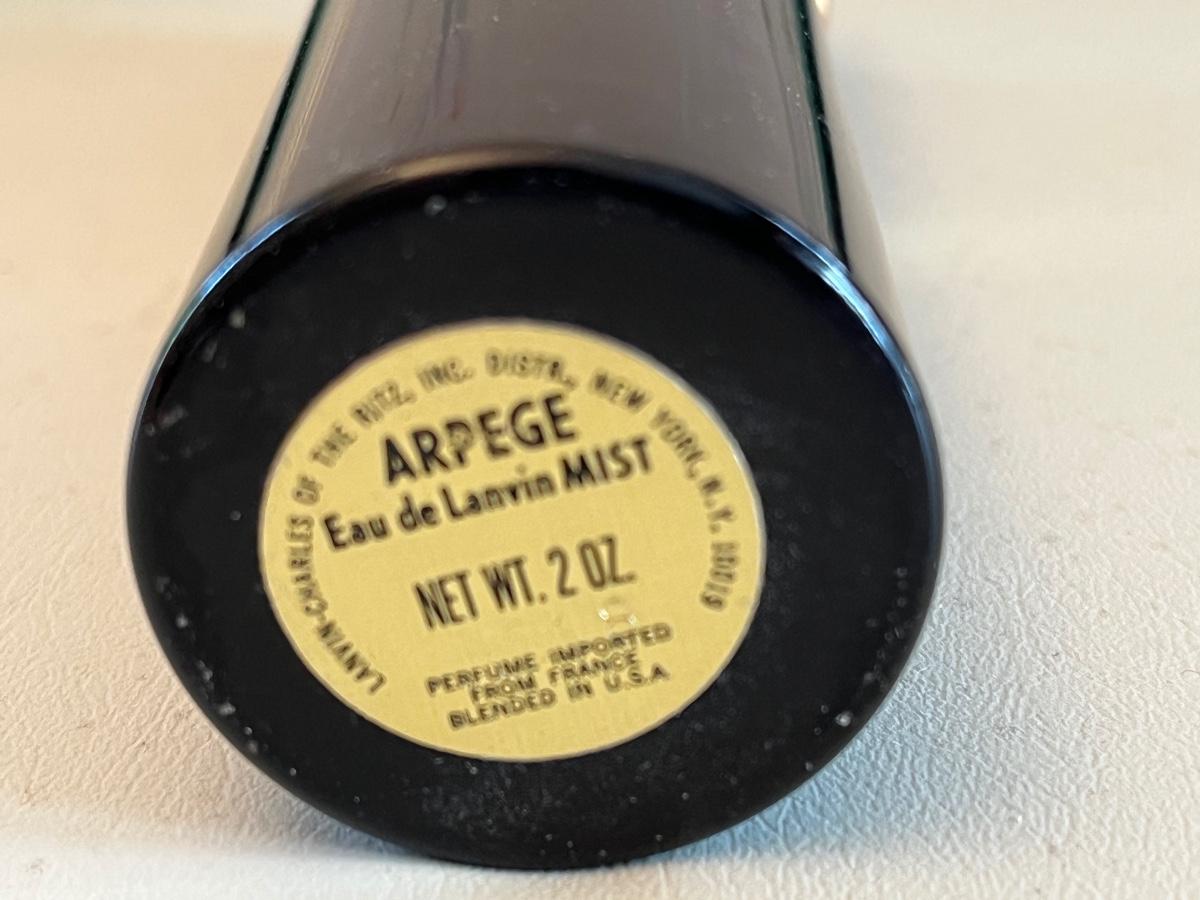 LANVIN-CHARLES OF THE RITZ, INC. DISTR., NEW YORK, N.Y. 10019
ARPEGE
Eau de Lanvin MIST
NET WT. 2 OZ.
PERFUME IMPORTED
FROM FRANCE
BLENDED IN U.S.A